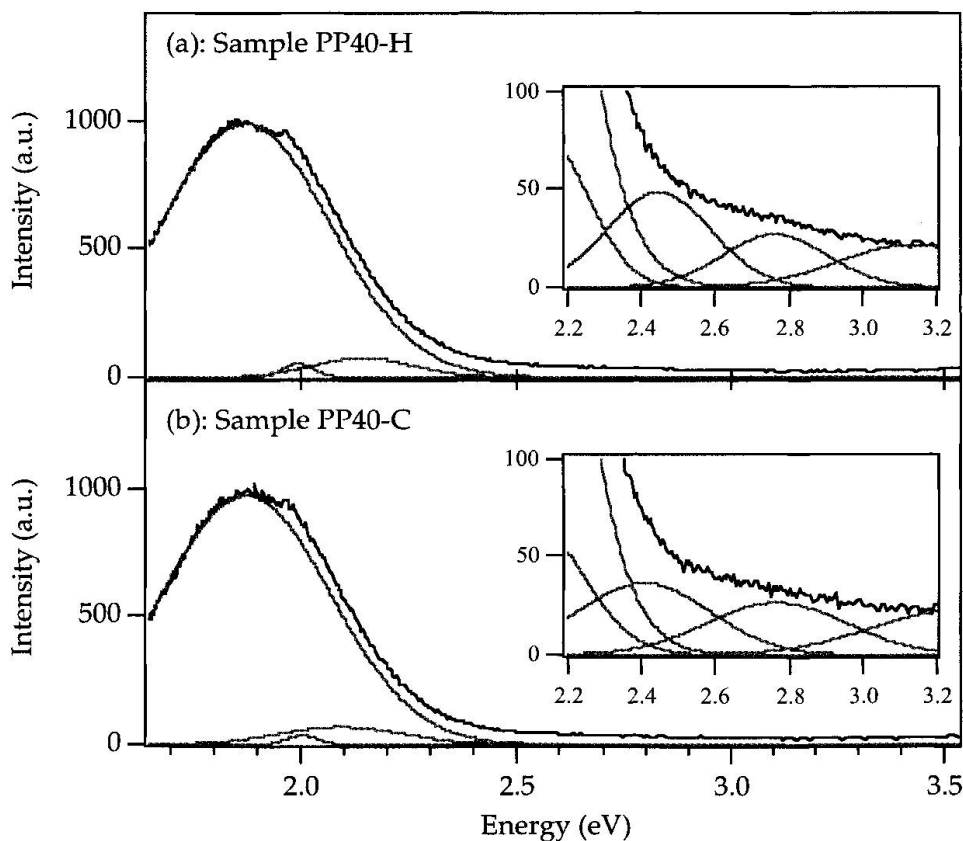 (a): Sample PP40-H
Intensity (a.u.)
1000
500
0
100
50
0
2.2 2.4 2.6 2.8 3.0 3.2
(b): Sample PP40-C
Intensity (a.u.)
1000
500
0
100
50
0
2.2 2.4 2.6 2.8 3.0 3.2
2.0 2.5 3.0 3.5
Energy (eV)